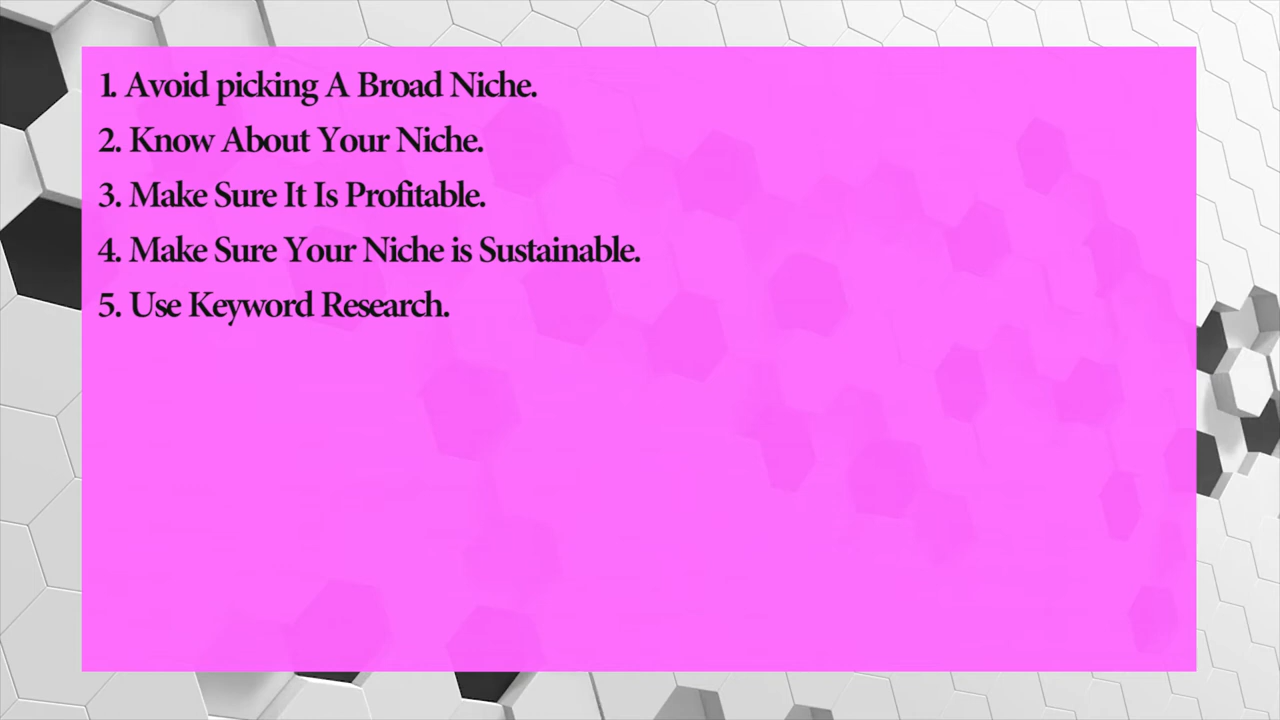 1. Avoid picking A Broad Niche.
2. Know About Your Niche.
3. Make Sure It Is Profitable.
4. Make Sure Your Niche is Sustainable.
5. Use Keyword Research.